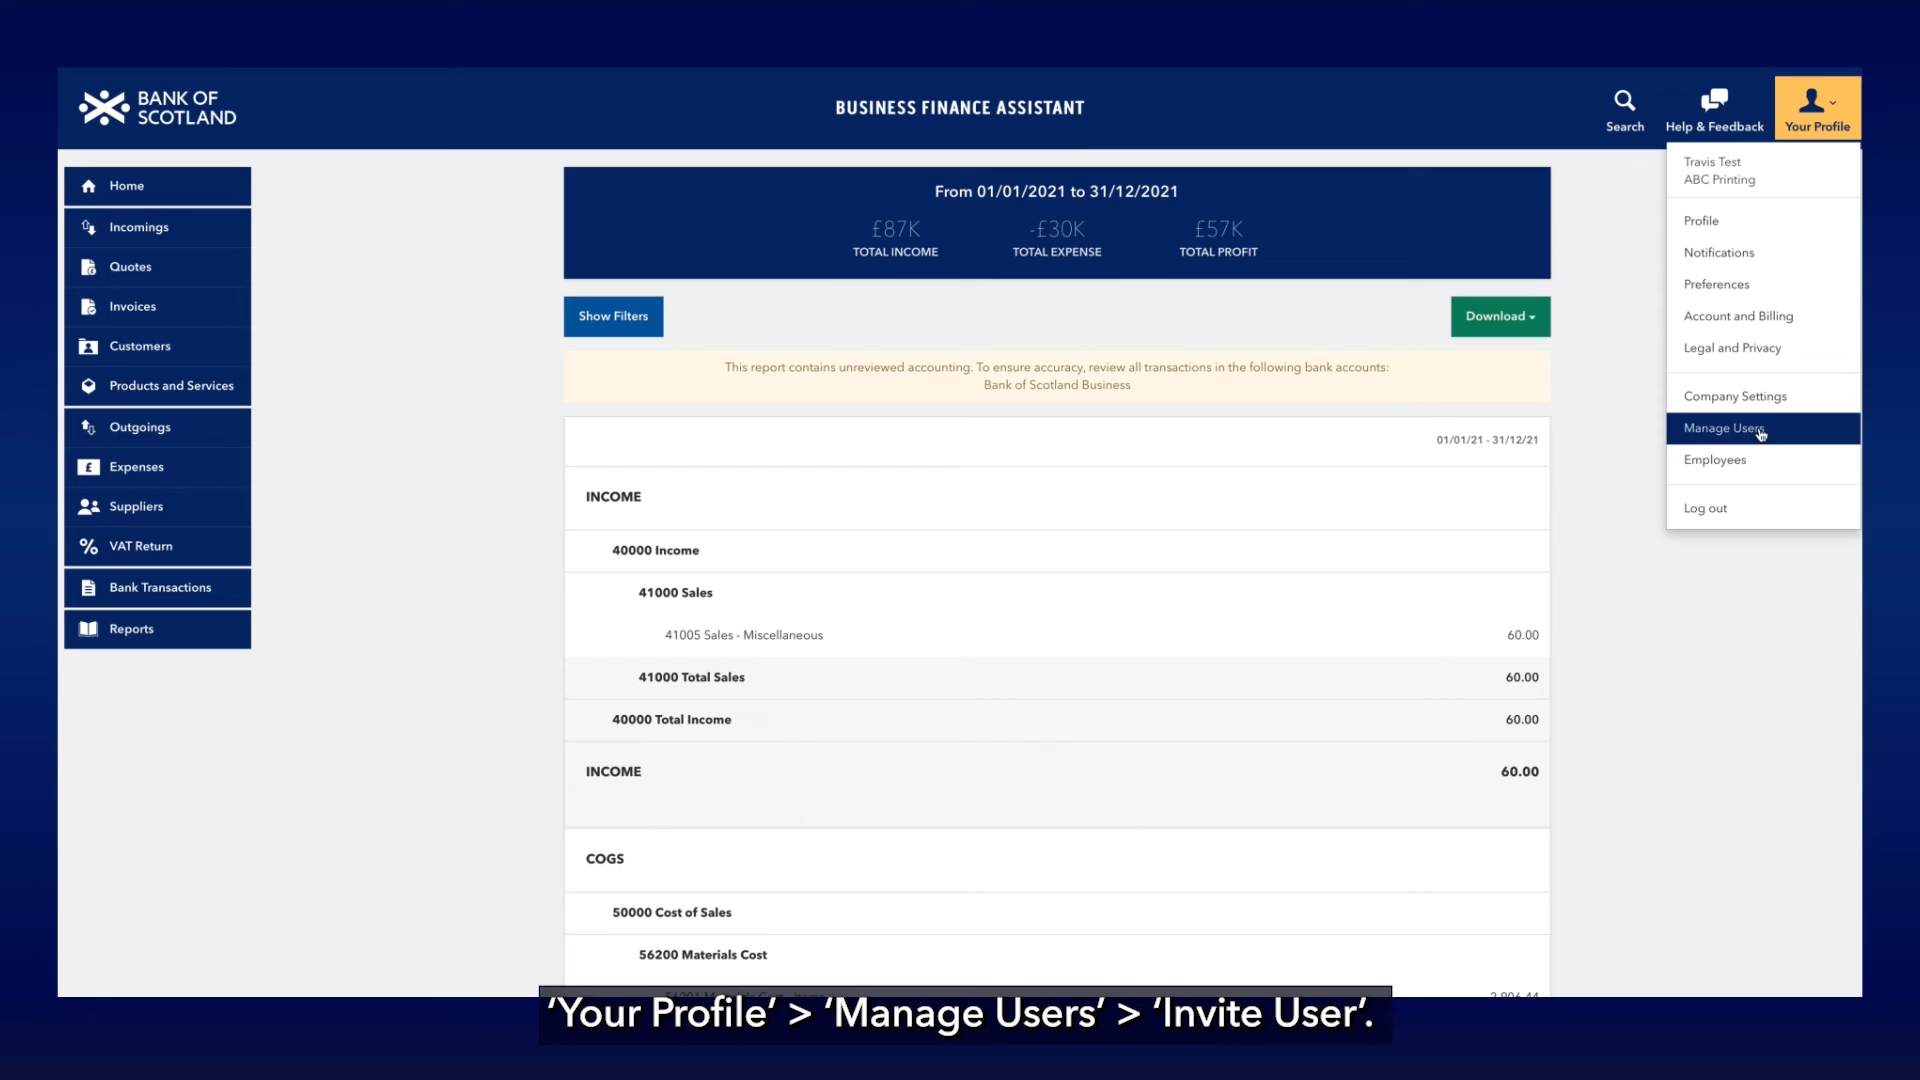 BANK OF
SCOTLAND
BUSINESS FINANCE ASSISTANT
Search
Help & Feedback
Your Profile
Travis Test
ABC Printing
Profile
Notifications
Preferences
Account and Billing
Legal and Privacy
Company Settings
Manage Users
Employees
Log out
Home
Incomings
Quotes
Invoices
Customers
Products and Services
Outgoings
Expenses
Suppliers
VAT Return
Bank Transactions
Reports
From 01/01/2021 to 31/12/2021
£87K -£30K £57K
TOTAL INCOME TOTAL EXPENSE TOTAL PROFIT
Show Filters
Download
This report contains unreviewed accounting. To ensure accuracy, review all transactions in the following bank accounts:
Bank of Scotland Business
01/01/21 - 31/12/21
INCOME
40000 Income
41000 Sales
41005 Sales - Miscellaneous 60.00
41000 Total Sales 60.00
40000 Total Income 60.00
INCOME 60.00
COGS
50000 Cost of Sales
56200 Materials Cost
‘Your Profile’ > ‘Manage Users’ > ‘Invite User’.